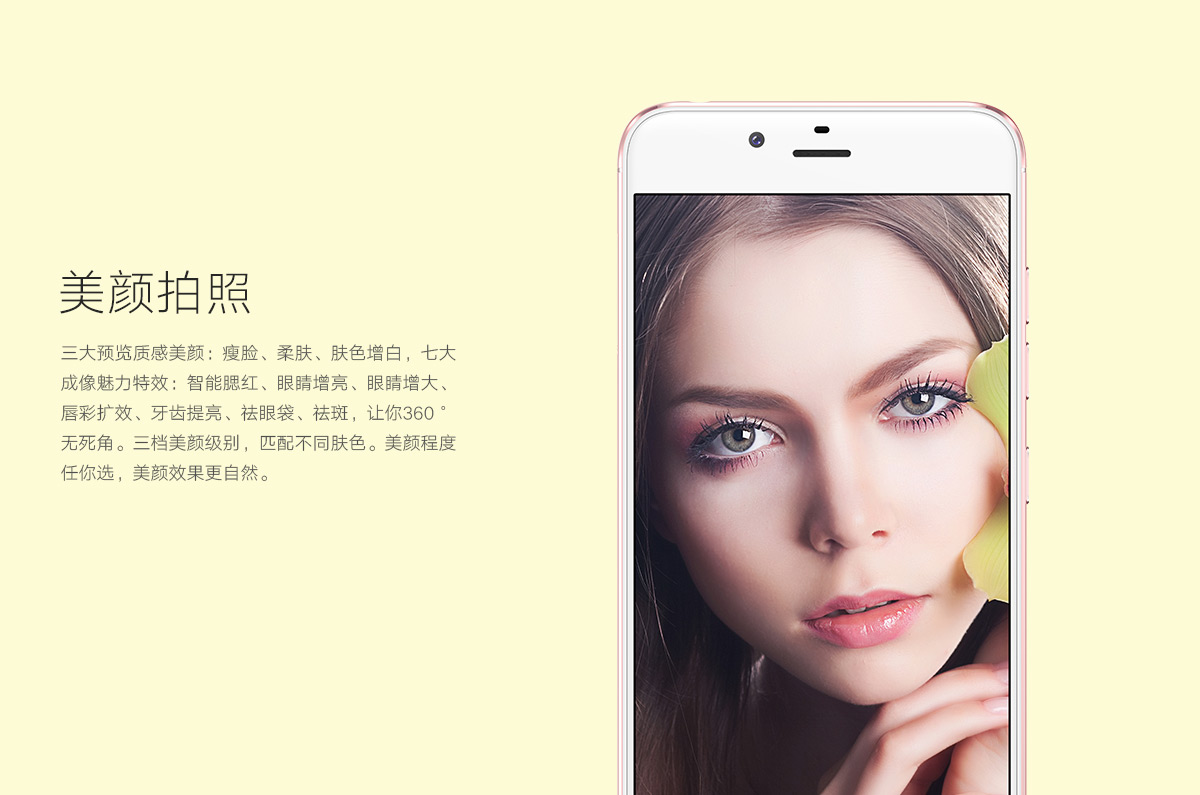 美颜拍照
三大预览质感美颜：瘦脸、柔肤、肤色增白，七大
成像魅力特效：智能腮红、眼睛增亮、眼睛增大、
唇彩扩效、牙齿提亮、祛眼袋、祛斑，让你360 °
无死角。三档美颜级别，匹配不同肤色。美颜程度
任你选，美颜效果更自然。